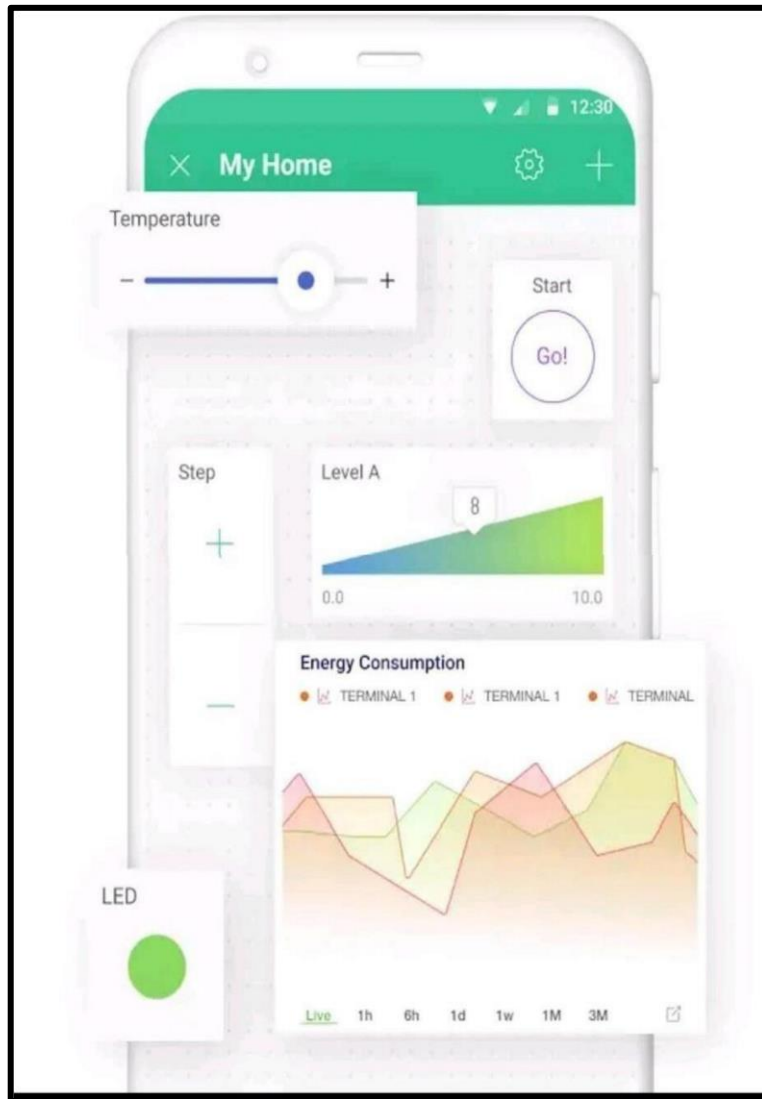 12:30
My Home
Temperature
− +
Start
Go!
Step
+
−
Level A
8
0.0 10.0
Energy Consumption
TERMINAL 1 TERMINAL 1 TERMINAL
LED
Live 1h 6h 1d 1w 1M 3M